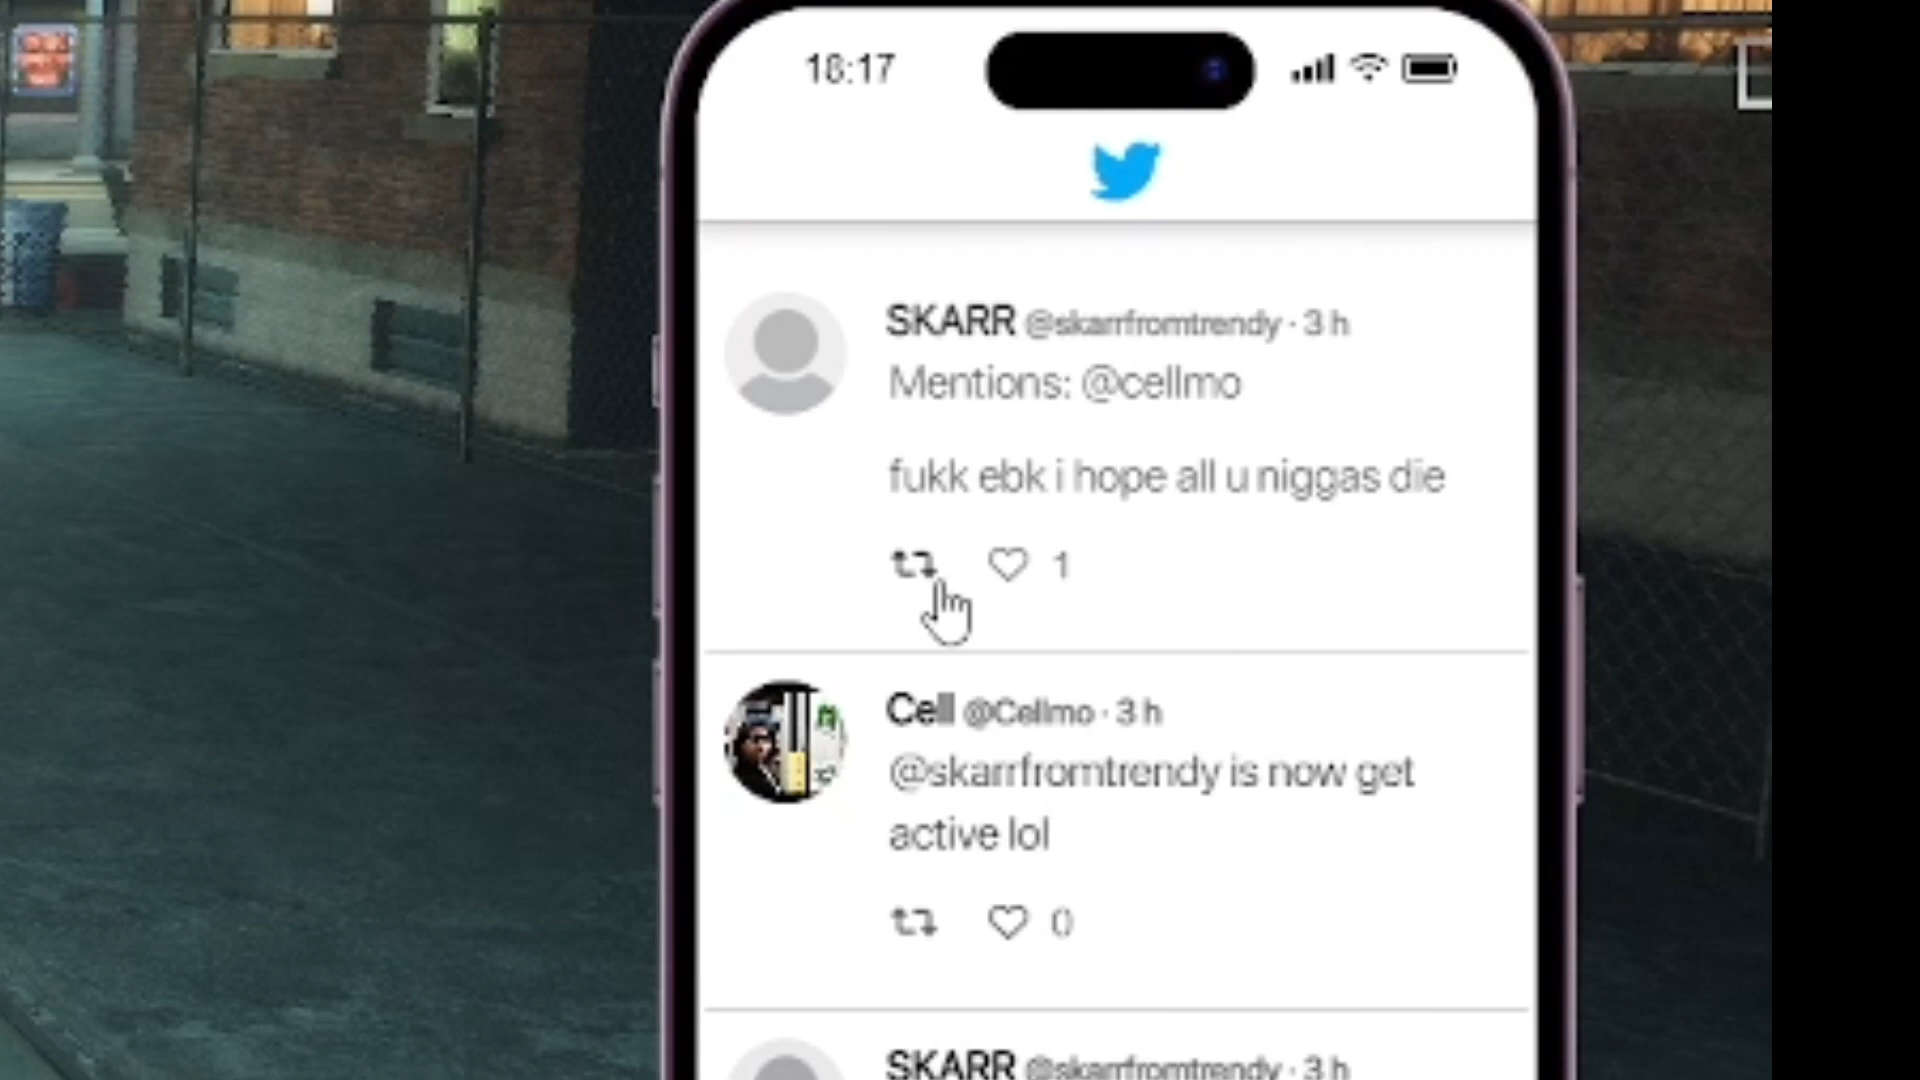 18:17
SKARR @skarrfromtrendy · 3 h
Mentions: @cellmo
fukk ebk i hope all u niggas die
1
Cell @Cellmo · 3 h
@skarrfromtrendy is now get
active lol
0
SKARR @skarrfromtrendy · 3 h